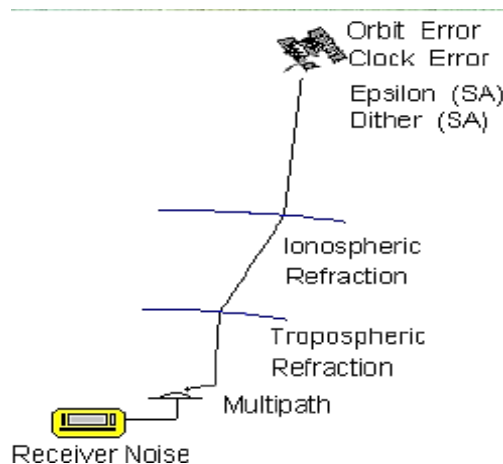 Orbit Error
Clock Error
Epsilon (SA)
Dither (SA)
Ionospheric
Refraction
Tropospheric
Refraction
Multipath
Receiver Noise